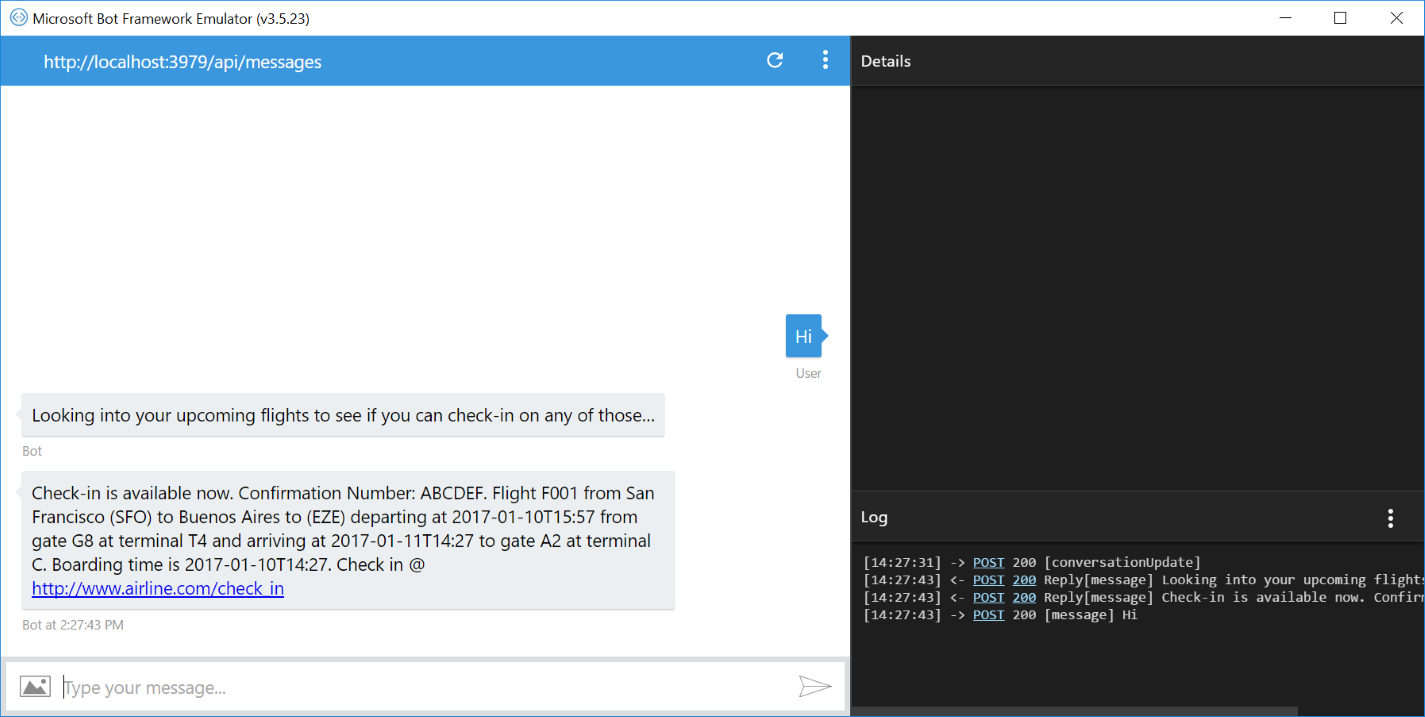 Microsoft Bot Framework Emulator (v3.5.23)
http://localhost:3979/api/messages
Hi
User
Looking into your upcoming flights to see if you can check-in on any of those...
Bot
Check-in is available now. Confirmation Number: ABCDEF. Flight F001 from San
Francisco (SFO) to Buenos Aires to (EZE) departing at 2017-01-10T15:57 from
gate G8 at terminal T4 and arriving at 2017-01-11T14:27 to gate A2 at terminal
C. Boarding time is 2017-01-10T14:27. Check in @
http://www.airline.com/check_in
Bot at 2:27:43 PM
Type your message...
Details
Log
[14:27:31] -> POST 200 [conversationUpdate]
[14:27:43] <- POST 200 Reply[message] Looking into your upcoming flights
[14:27:43] <- POST 200 Reply[message] Check-in is available now. Confirm
[14:27:43] -> POST 200 [message] Hi